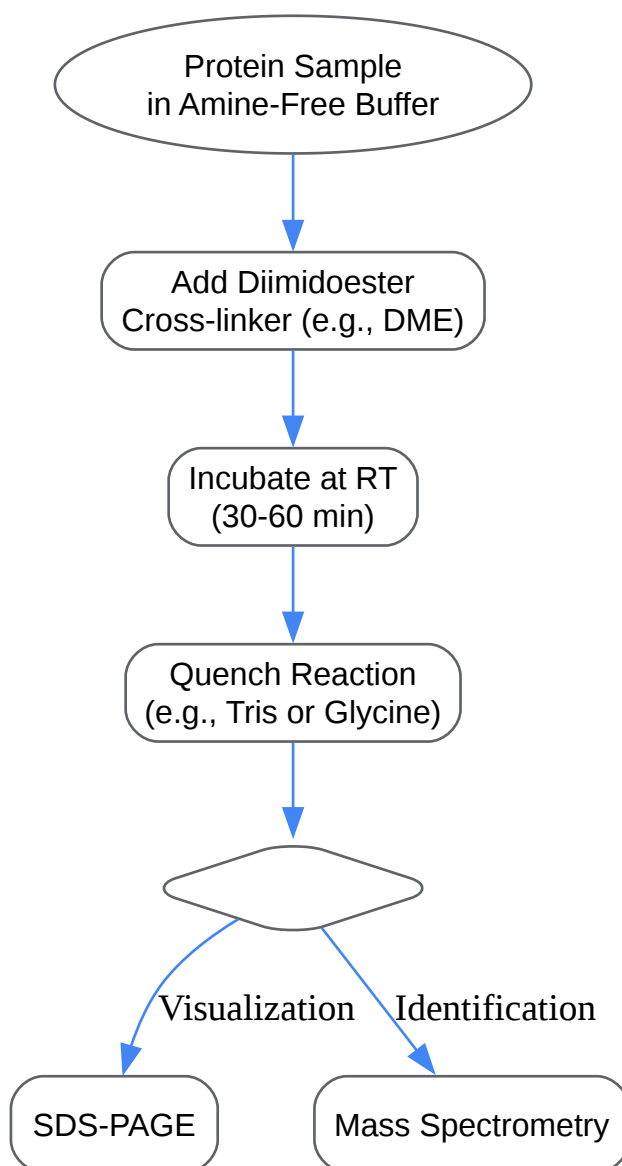 Protein Sample
in Amine-Free Buffer
Add Diimidoester
Cross-linker (e.g., DME)
Incubate at RT
(30-60 min)
Quench Reaction
(e.g., Tris or Glycine)
Visualization
Identification
SDS-PAGE
Mass Spectrometry